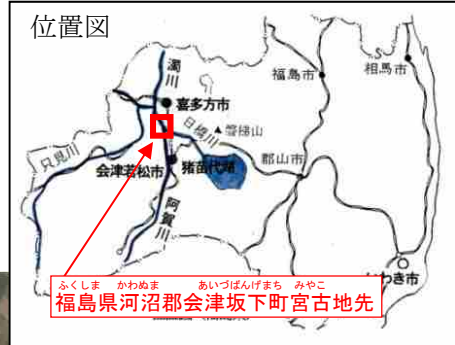 位置図
濁川
福島市
相馬市
喜多方市
日橋川
磐梯山
只見川
会津若松市
猪苗代湖
郡山市
阿賀川
いわき市
ふくしま かわぬま あいづばんげまち みやこ
福島県河沼郡会津坂下町宮古地先